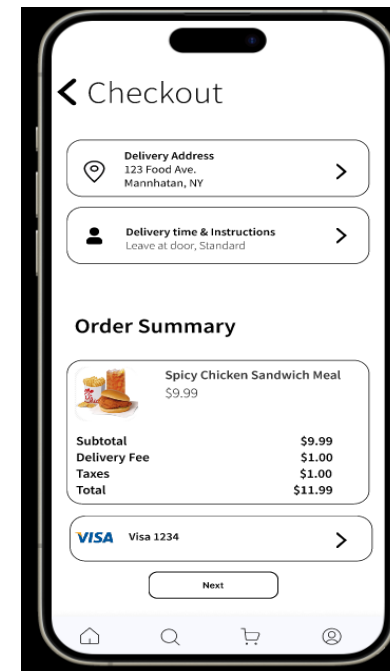 Checkout
Delivery Address
123 Food Ave.
Mannhatan, NY
Delivery time & Instructions
Leave at door, Standard
Order Summary
Spicy Chicken Sandwich Meal
$9.99
Subtotal $9.99
Delivery Fee $1.00
Taxes $1.00
Total $11.99
VISA Visa 1234
Next